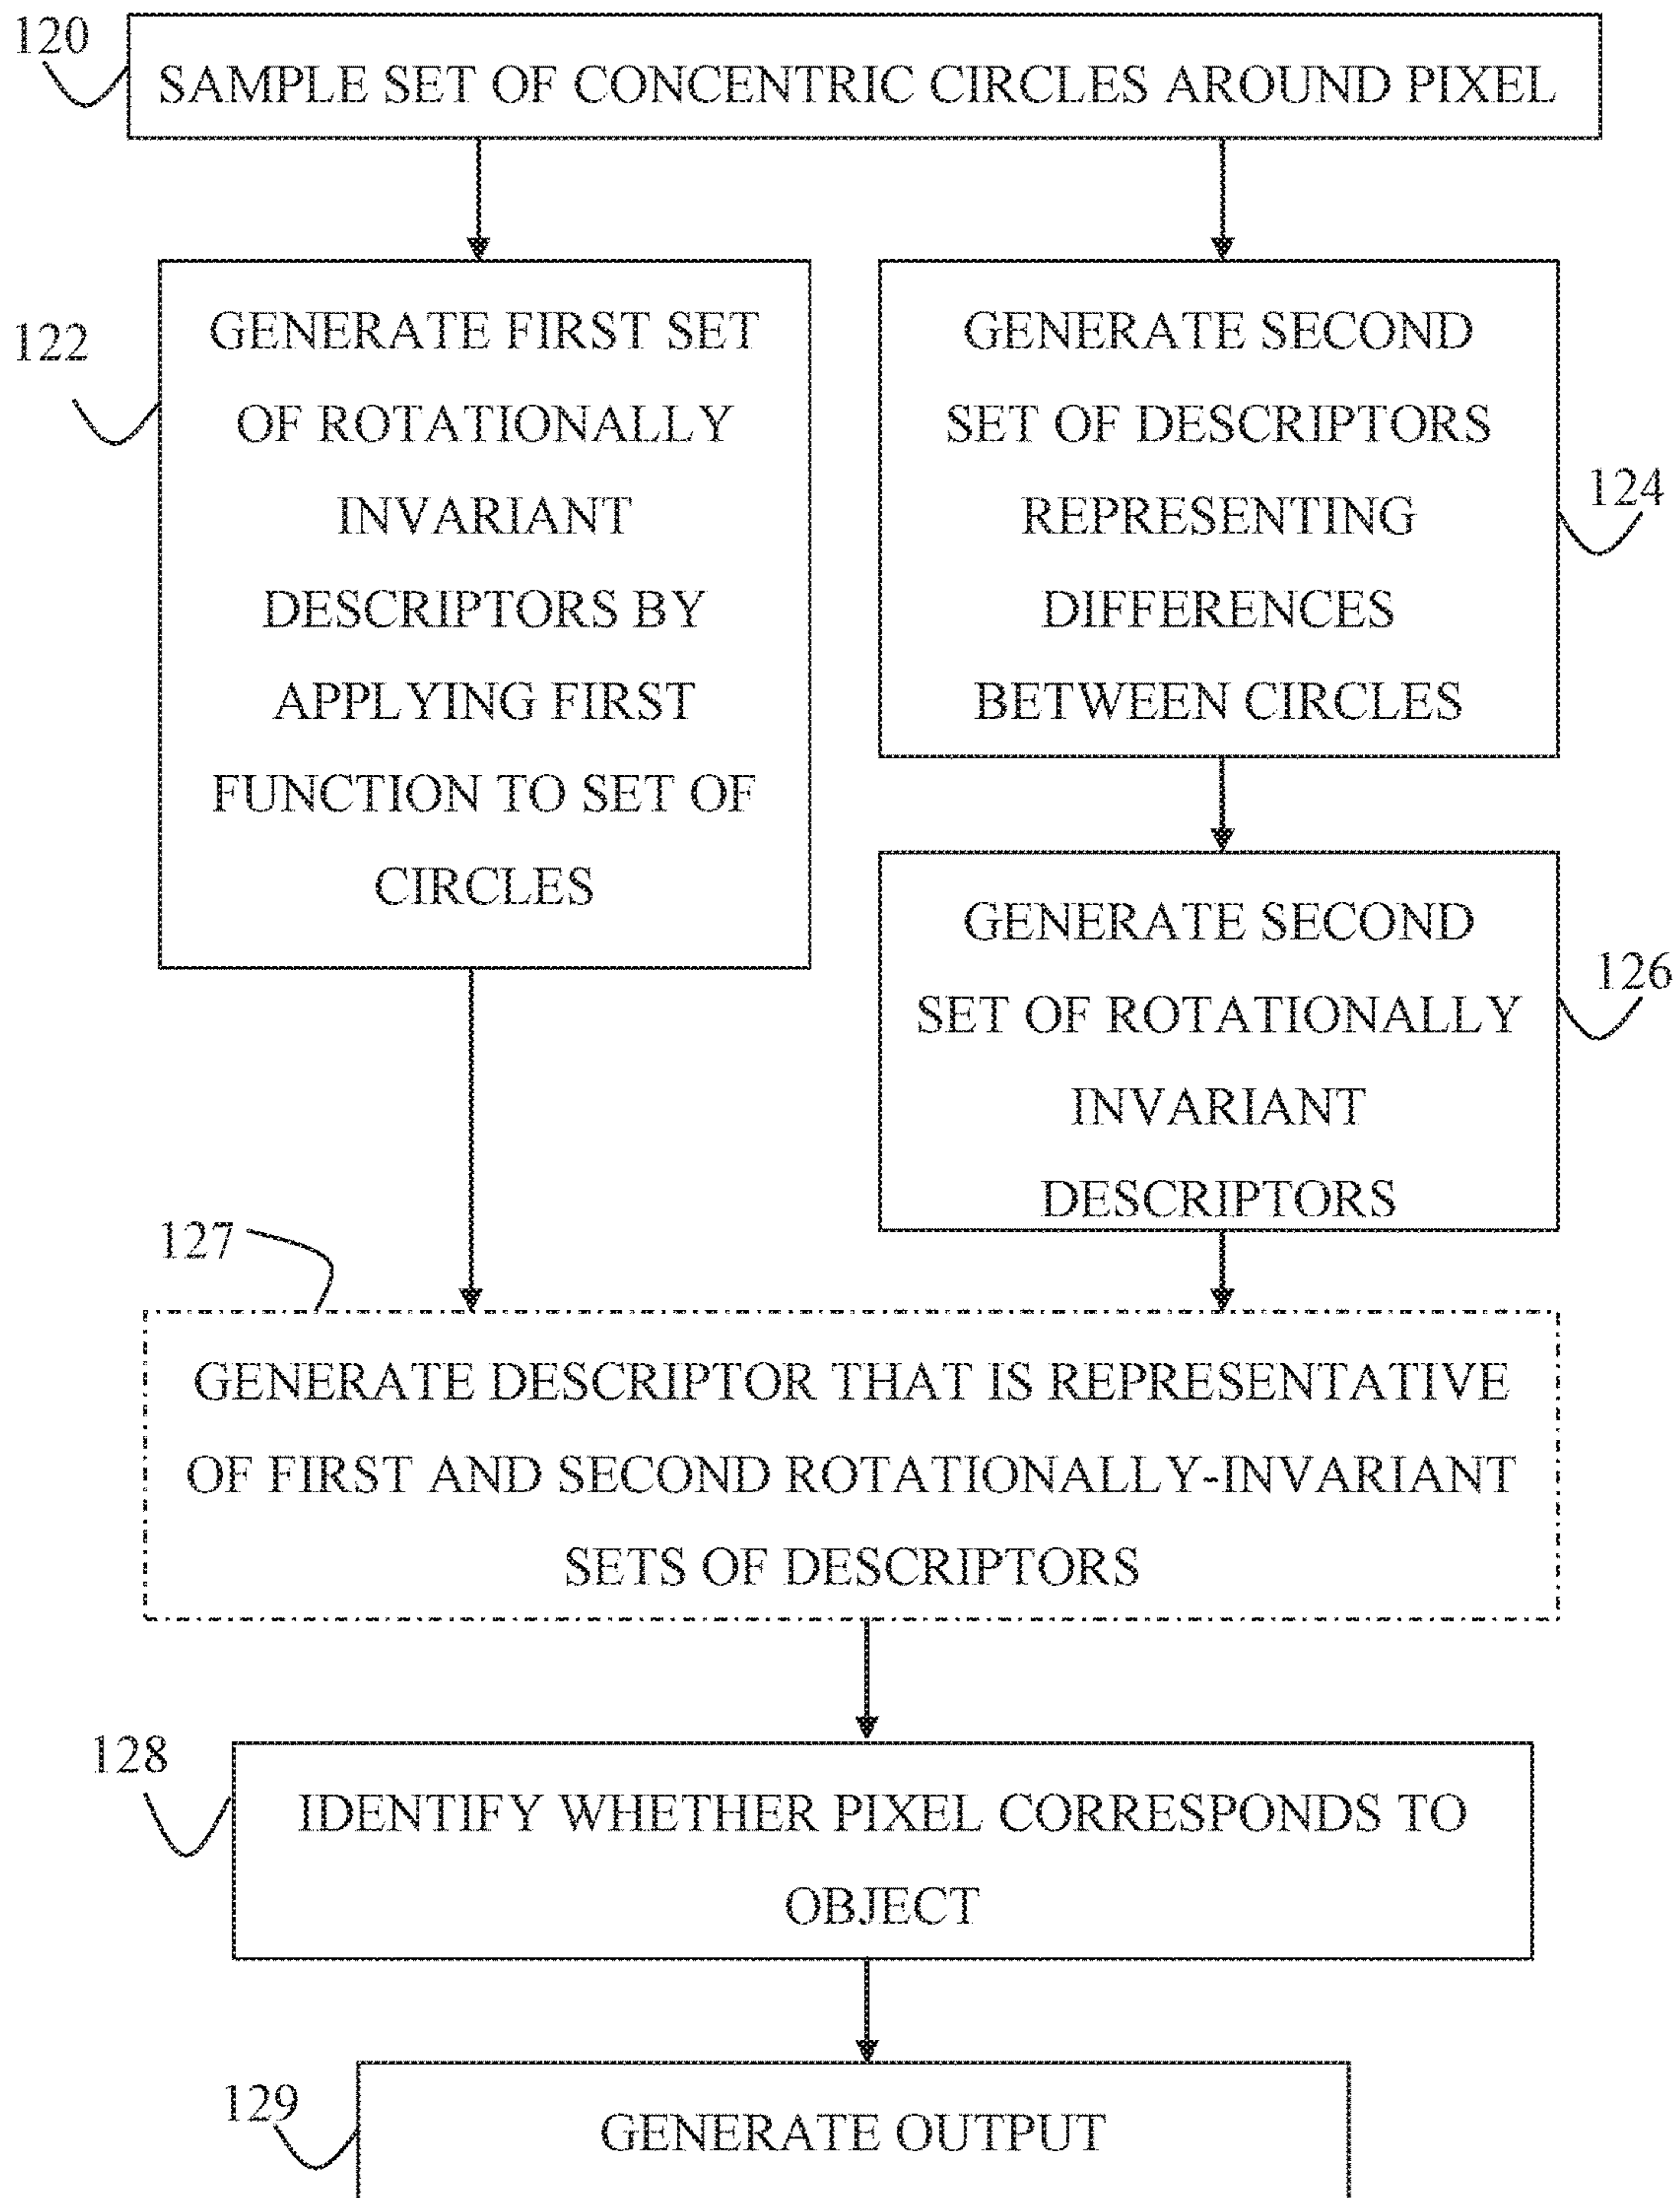 120
SAMPLE SET OF CONCENTRIC CIRCLES AROUND PIXEL
122
GENERATE FIRST SET
OF ROTATIONALLY
INVARIANT
DESCRIPTORS BY
APPLYING FIRST
FUNCTION TO SET OF
CIRCLES
GENERATE SECOND
SET OF DESCRIPTORS
REPRESENTING
DIFFERENCES
BETWEEN CIRCLES
124
GENERATE SECOND
SET OF ROTATIONALLY
INVARIANT
DESCRIPTORS
126
127
GENERATE DESCRIPTOR THAT IS REPRESENTATIVE
OF FIRST AND SECOND ROTATIONALLY-INVARIANT
SETS OF DESCRIPTORS
128
IDENTIFY WHETHER PIXEL CORRESPONDS TO
OBJECT
129
GENERATE OUTPUT